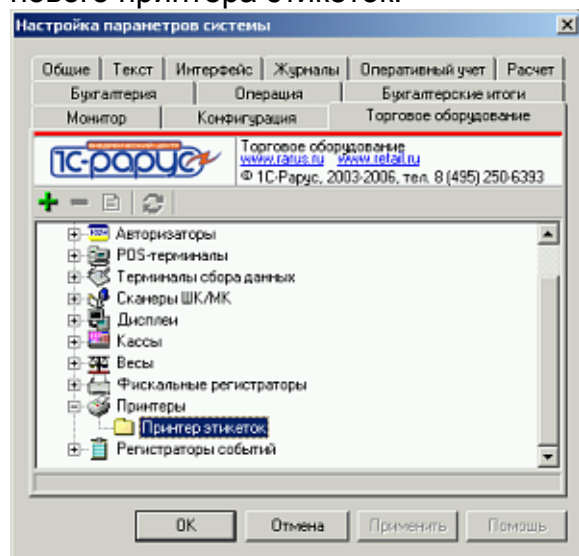 нового принтера этикеток.
Настройка параметров системы
Общие Текст Интерфейс Журналы Оперативный учет Расчет
Бухгалтерия Операция Бухгалтерские итоги
Монитор Конфигурация Торговое оборудование
1С-рарус
Торговое оборудование
www.rarus.ru www.retail.ru
© 1С-Рарус, 2003-2006, тел. 8 (495) 250-6393
Авторизаторы
POS-терминалы
Терминалы сбора данных
Сканеры ШК/МК
Дисплеи
Кассы
Весы
Фискальные регистраторы
Принтеры
Принтер этикеток
Регистраторы событий
OK Отмена Применить Помощь